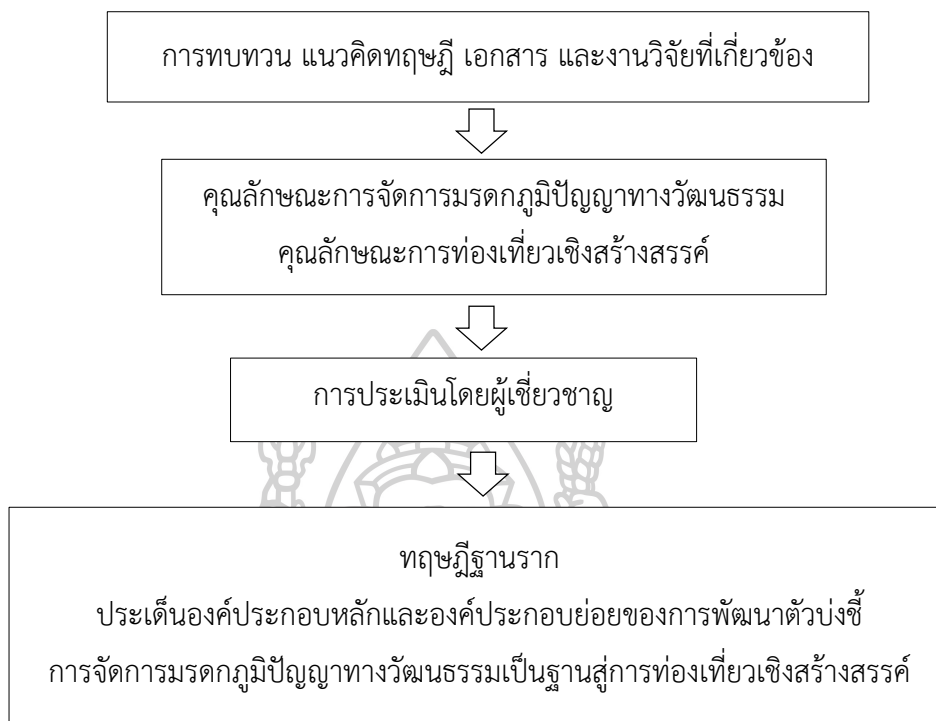 การทบทวน แนวคิดทฤษฎี เอกสาร และงานวิจัยที่เกี่ยวข้อง
คุณลักษณะการจัดการมรดกภูมิปัญญาทางวัฒนธรรม
คุณลักษณะการท่องเที่ยวเชิงสร้างสรรค์
การประเมินโดยผู้เชี่ยวชาญ
ทฤษฎีฐานราก
ประเด็นองค์ประกอบหลักและองค์ประกอบย่อยของการพัฒนาตัวบ่งชี้
การจัดการมรดกภูมิปัญญาทางวัฒนธรรมเป็นฐานสู่การท่องเที่ยวเชิงสร้างสรรค์